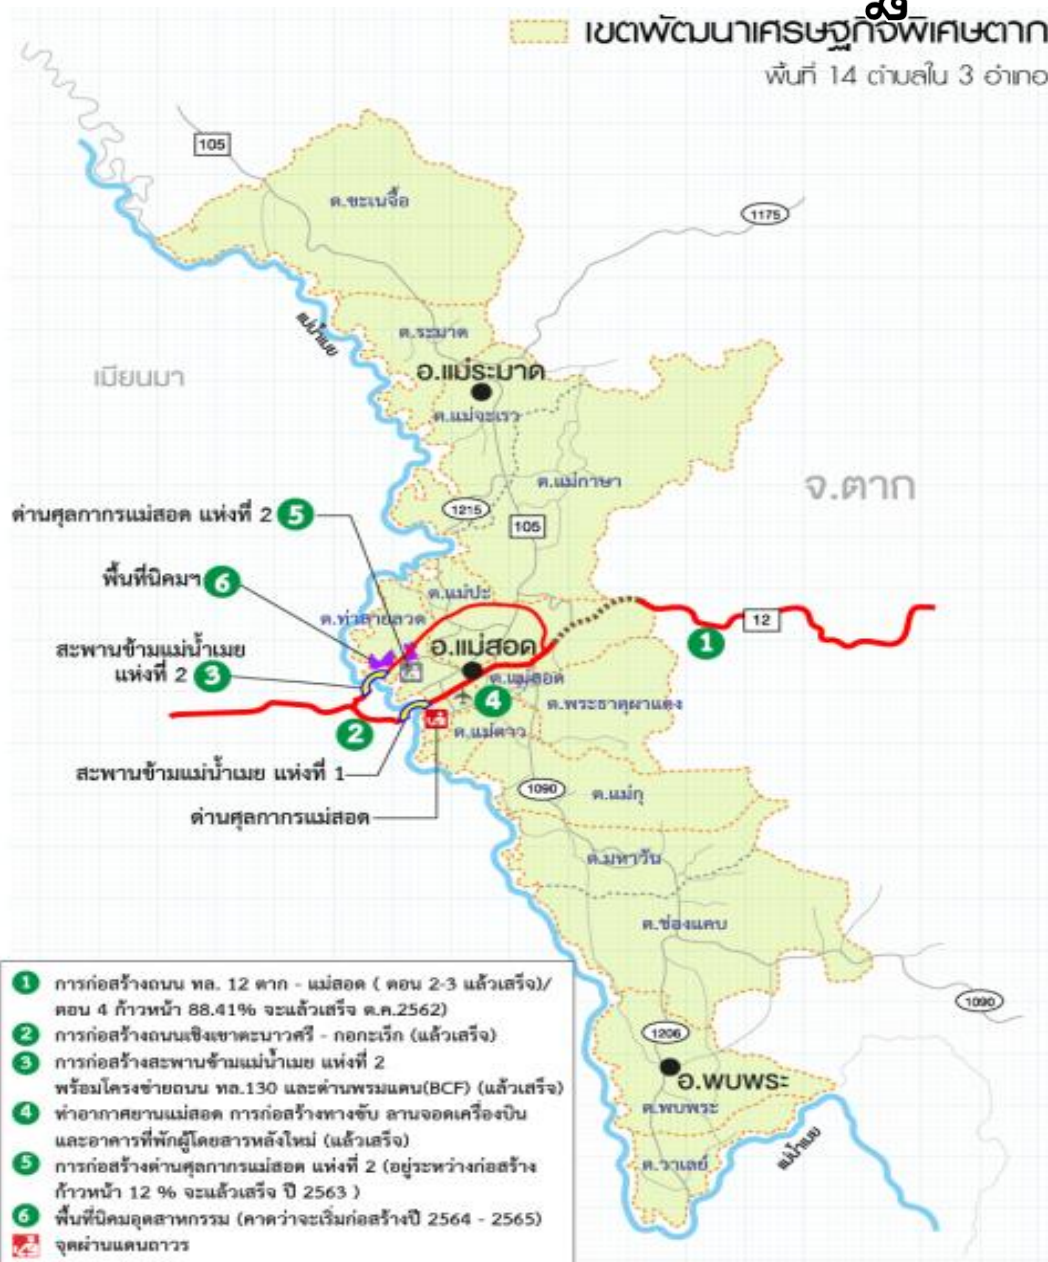 เขตพัฒนาเศรษฐกิจพิเศษตาก
พื้นที่ 14 ตำบลใน 3 อำเภอ
105
ต.ขะเนจื้อ
1175
แม่น้ำเมย
ต.ระมาด
เมียนมา
อ.แม่ระมาด
ต.แม่จะเรา
ต.แม่กาษา
จ.ตาก
1215
105
ด่านศุลกากรแม่สอด แห่งที่ 2 5
พื้นที่นิคมฯ 6
ต.แม่ปะ
ต.ท่าสายลวด
12
1
สะพานข้ามแม่น้ำเมย
แห่งที่ 2 3
อ.แม่สอด
ต.แม่สอด
4
ต.พระธาตุผาแดง
2
ต.แม่ตาว
สะพานข้ามแม่น้ำเมย แห่งที่ 1
1090
ต.แม่กุ
ด่านศุลกากรแม่สอด
ต.มหาวัน
ต.ช่องแคบ
1090
1206
อ.พบพระ
ต.พบพระ
แม่น้ำเมย
ต.วาเลย์
1 การก่อสร้างถนน ทล. 12 ตาก - แม่สอด ( ตอน 2-3 แล้วเสร็จ)/
ตอน 4 ก้าวหน้า 88.41% จะแล้วเสร็จ ต.ค.2562)
2 การก่อสร้างถนนเชิงเขาตะนาวศรี - กอกะเร็ก (แล้วเสร็จ)
3 การก่อสร้างสะพานข้ามแม่น้ำเมย แห่งที่ 2
พร้อมโครงข่ายถนน ทล.130 และด่านพรมแดน(BCF) (แล้วเสร็จ)
4 ท่าอากาศยานแม่สอด การก่อสร้างทางขับ ลานจอดเครื่องบิน
และอาคารที่พักผู้โดยสารหลังใหม่ (แล้วเสร็จ)
5 การก่อสร้างด่านศุลกากรแม่สอด แห่งที่ 2 (อยู่ระหว่างก่อสร้าง
ก้าวหน้า 12 % จะแล้วเสร็จ ปี 2563 )
6 พื้นที่นิคมอุตสาหกรรม (คาดว่าจะเริ่มก่อสร้างปี 2564 - 2565)
จุดผ่านแดนถาวร